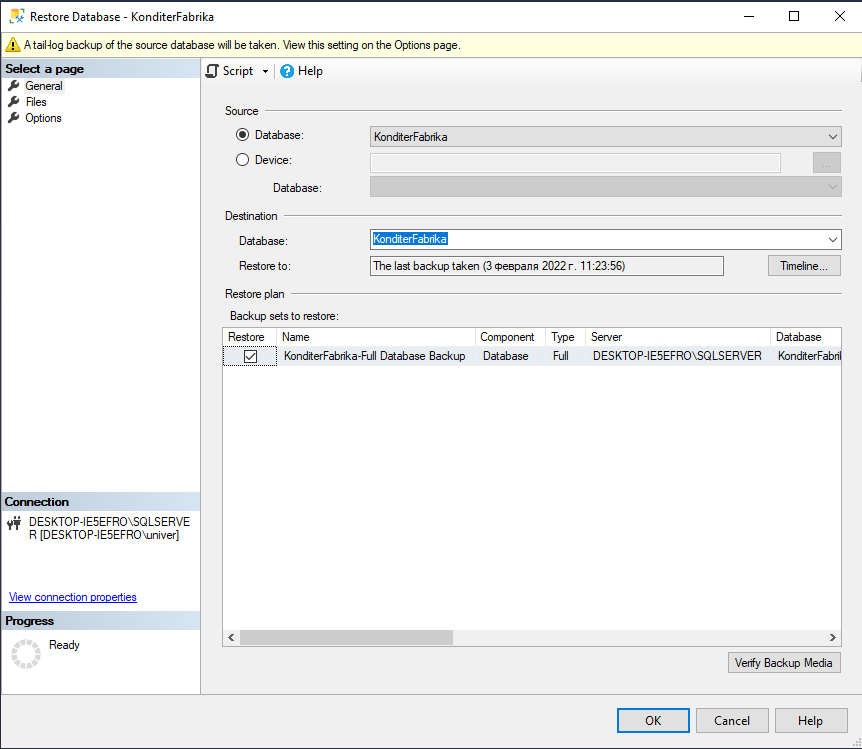 Restore Database - KonditerFabrika
A tail-log backup of the source database will be taken. View this setting on the Options page.
Select a page
General
Files
Options
Script
Help
Source
Database:
KonditerFabrika
Device:
...
Database:
Destination
Database:
KonditerFabrika
Restore to:
The last backup taken (3 февраля 2022 г. 11:23:56)
Timeline...
Restore plan
Backup sets to restore:
Restore Name Component Type Server Database
KonditerFabrika-Full Database Backup Database Full DESKTOP-IE5EFRO\SQLSERVER KonditerFabrik
Verify Backup Media
Connection
DESKTOP-IE5EFRO\SQLSERVE
R [DESKTOP-IE5EFRO\univer]
View connection properties
Progress
Ready
OK
Cancel
Help